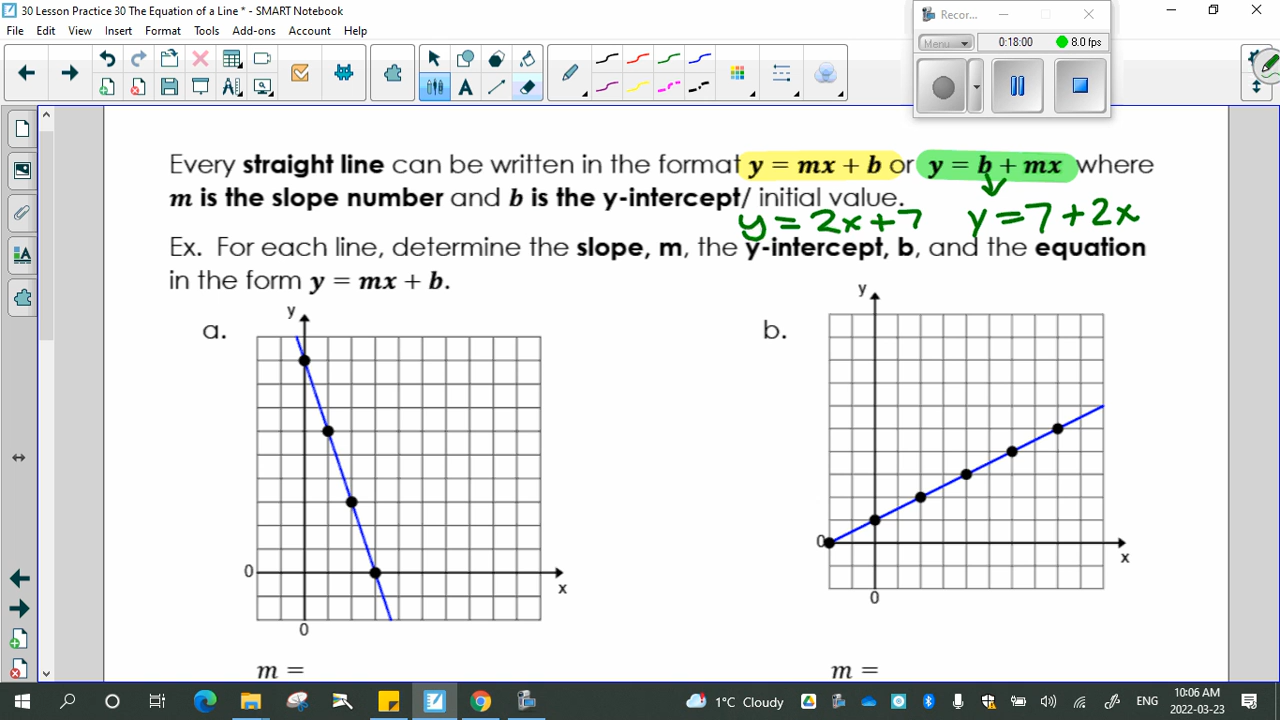 30 Lesson Practice 30 The Equation of a Line * - SMART Notebook
Recor...
File Edit View Insert Format Tools Add-ons Account Help
Menu 0:18:00 8.0 fps
Every straight line can be written in the format y = mx + b or y = b + mx where
m is the slope number and b is the y-intercept/ initial value.
y = 2x + 7 y = 7 + 2x
Ex. For each line, determine the slope, m, the y-intercept, b, and the equation
in the form y = mx + b.
a. y
b. y
0 x
0
0 x
0
m =
m =
1°C Cloudy ENG 10:06 AM
2022-03-23